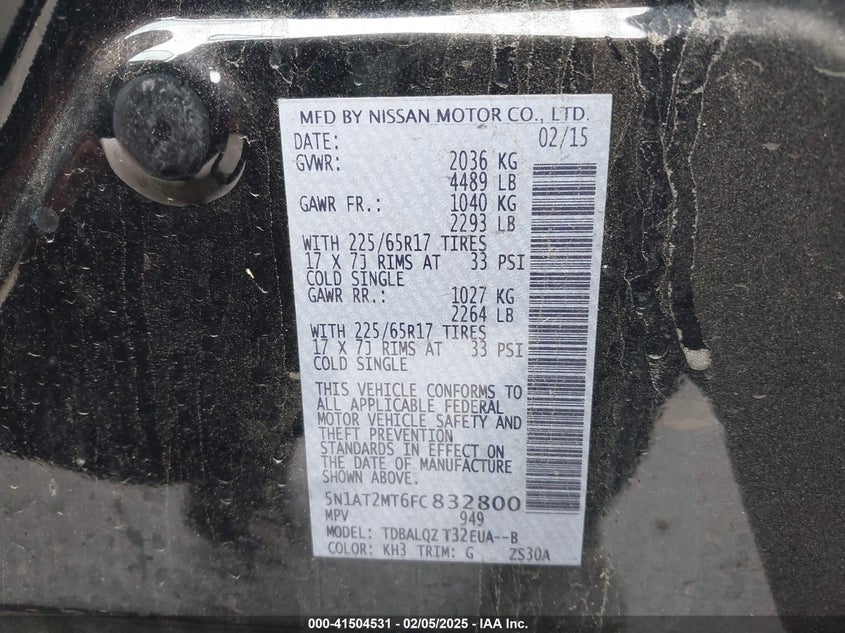 MFD BY NISSAN MOTOR CO., LTD.
DATE: 02/15
GVWR: 2036 KG
4489 LB
GAWR FR.: 1040 KG
2293 LB
WITH 225/65R17 TIRES
17 X 7J RIMS AT 33 PSI
COLD SINGLE
GAWR RR.: 1027 KG
2264 LB
WITH 225/65R17 TIRES
17 X 7J RIMS AT 33 PSI
COLD SINGLE
THIS VEHICLE CONFORMS TO
ALL APPLICABLE FEDERAL
MOTOR VEHICLE SAFETY AND
THEFT PREVENTION
STANDARDS IN EFFECT ON
THE DATE OF MANUFACTURE
SHOWN ABOVE.
5N1AT2MT6FC832800
MPV 949
MODEL: TDBALQZ T32EUA--B
COLOR: KH3 TRIM: G ZS30A
000-41504531 - 02/05/2025 - IAA Inc.